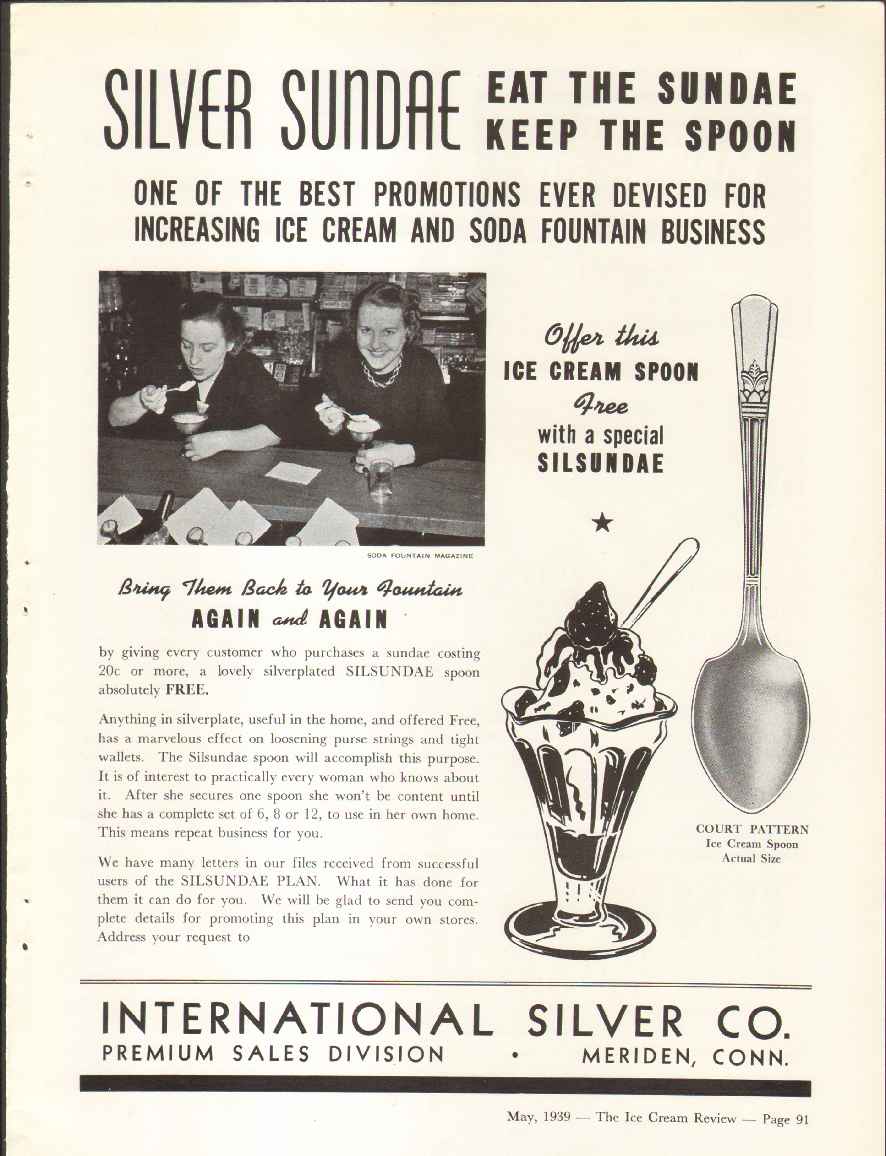 SILVER SUNDAE
EAT THE SUNDAE
KEEP THE SPOON
ONE OF THE BEST PROMOTIONS EVER DEVISED FOR
INCREASING ICE CREAM AND SODA FOUNTAIN BUSINESS
SODA FOUNTAIN MAGAZINE
Offer this
ICE CREAM SPOON
Free
with a special
SILSUNDAE
Bring Them Back to Your Fountain
AGAIN and AGAIN
by giving every customer who purchases a sundae costing
20c or more, a lovely silverplated SILSUNDAE spoon
absolutely FREE.
Anything in silverplate, useful in the home, and offered Free,
has a marvelous effect on loosening purse strings and tight
wallets. The Silsundae spoon will accomplish this purpose.
It is of interest to practically every woman who knows about
it. After she secures one spoon she won't be content until
she has a complete set of 6, 8 or 12, to use in her own home.
This means repeat business for you.
We have many letters in our files received from successful
users of the SILSUNDAE PLAN. What it has done for
them it can do for you. We will be glad to send you com-
plete details for promoting this plan in your own stores.
Address your request to
COURT PATTERN
Ice Cream Spoon
Actual Size
INTERNATIONAL SILVER CO.
PREMIUM SALES DIVISION • MERIDEN, CONN.
May, 1939 — The Ice Cream Review — Page 91